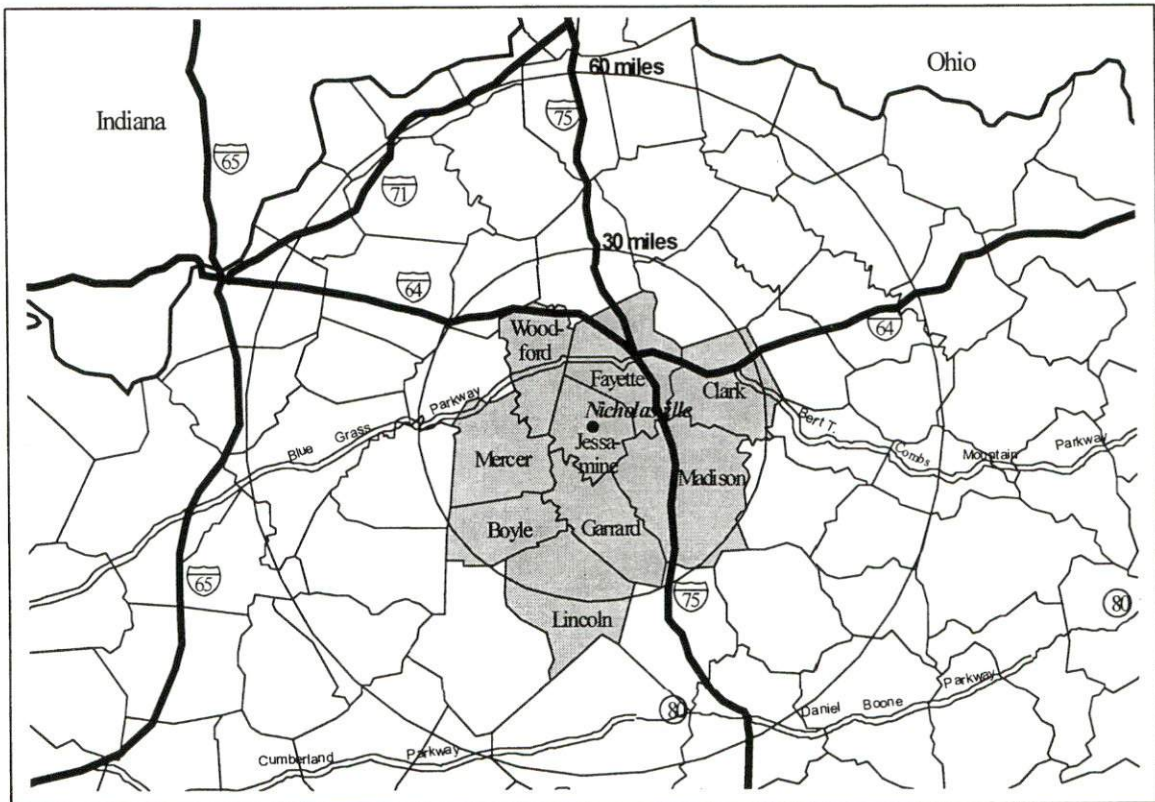 60 miles
Ohio
Indiana
75
65
71
30 miles
64
64
Wood-
ford
Fayette
Clark
Parkway
Nicholasville
Bert T.
Grass
Jessa-
mine
Combs
Mountain
Parkway
Blue
Mercer
Madison
Boyle
Garrard
65
75
80
Lincoln
Parkway
80
Daniel
Boone
Parkway
Cumberland